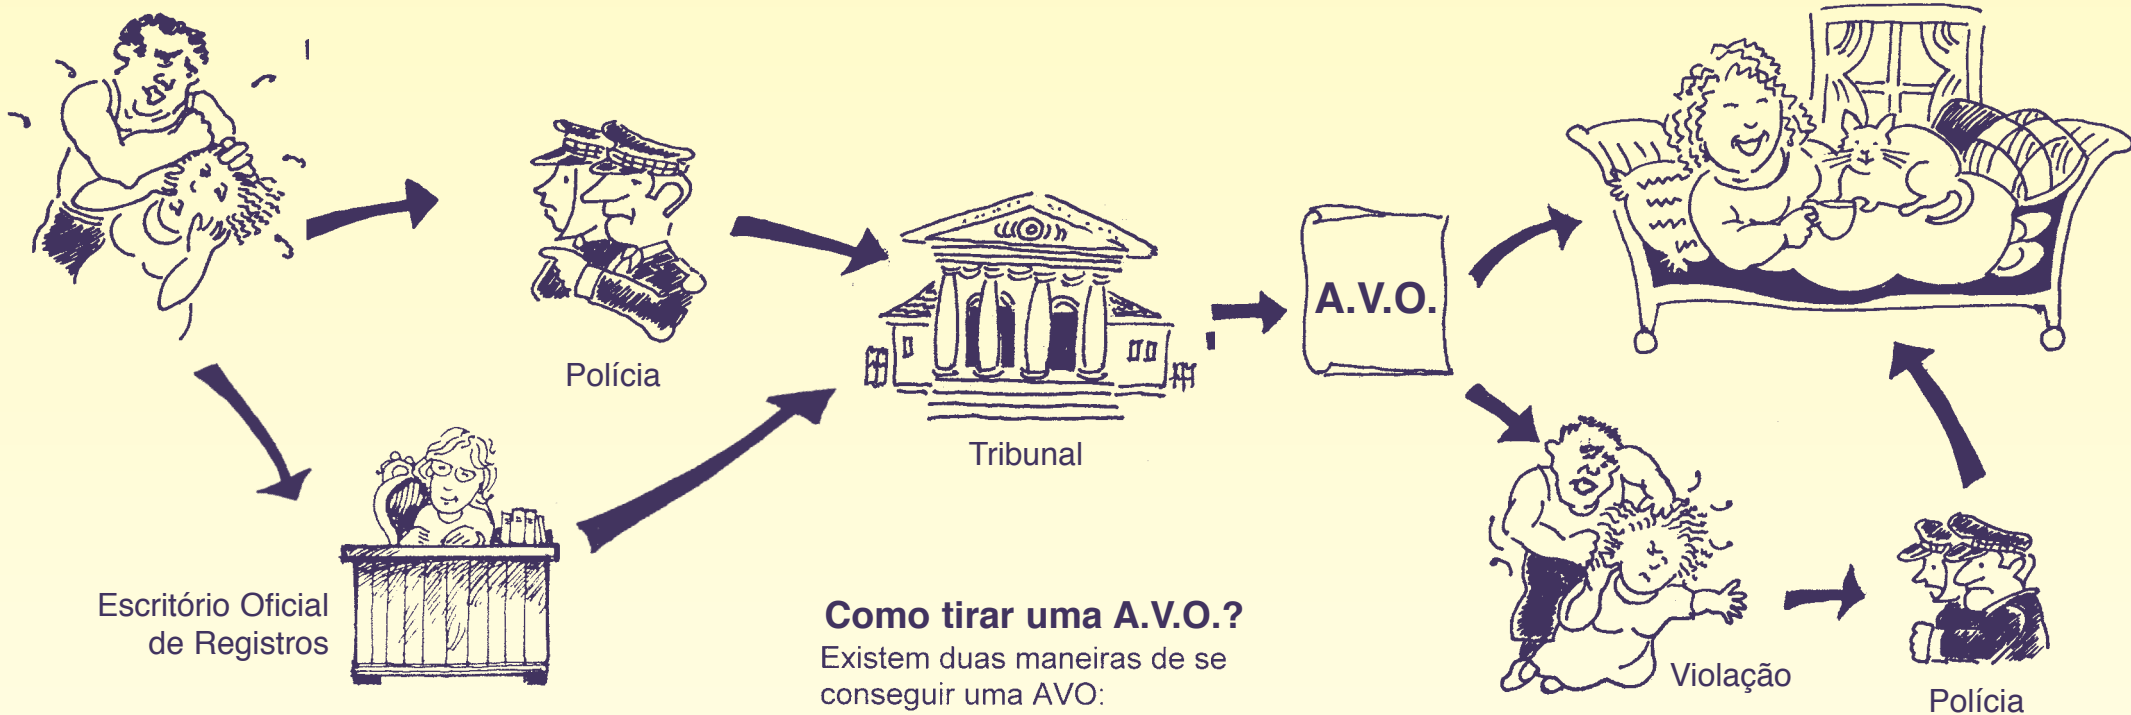 Polícia
Escritório Oficial
de Registros
Tribunal
A.V.O.
Violação
Polícia
Como tirar uma A.V.O.?
Existem duas maneiras de se
conseguir uma AVO: